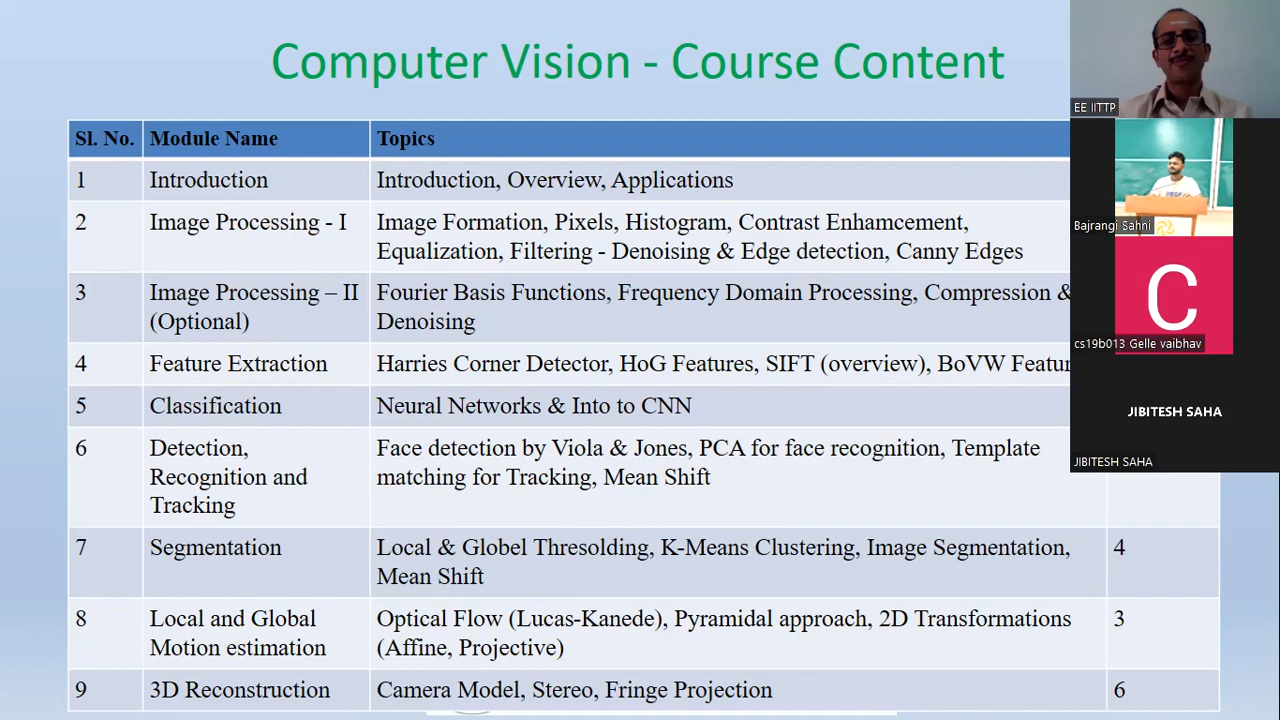 Computer Vision - Course Content
Sl. No. Module Name Topics
1 Introduction Introduction, Overview, Applications
2 Image Processing - I Image Formation, Pixels, Histogram, Contrast Enhamcement,
Equalization, Filtering - Denoising & Edge detection, Canny Edges
3 Image Processing – II Fourier Basis Functions, Frequency Domain Processing, Compression &
(Optional) Denoising
4 Feature Extraction Harries Corner Detector, HoG Features, SIFT (overview), BoVW Featur
5 Classification Neural Networks & Into to CNN
6 Detection, Face detection by Viola & Jones, PCA for face recognition, Template
Recognition and matching for Tracking, Mean Shift
Tracking
7 Segmentation Local & Globel Thresolding, K-Means Clustering, Image Segmentation, 4
Mean Shift
8 Local and Global Optical Flow (Lucas-Kanede), Pyramidal approach, 2D Transformations 3
Motion estimation (Affine, Projective)
9 3D Reconstruction Camera Model, Stereo, Fringe Projection 6
EE IITTP
Bajrangi Sahni
C
cs19b013 Gelle vaibhav
JIBITESH SAHA
JIBITESH SAHA